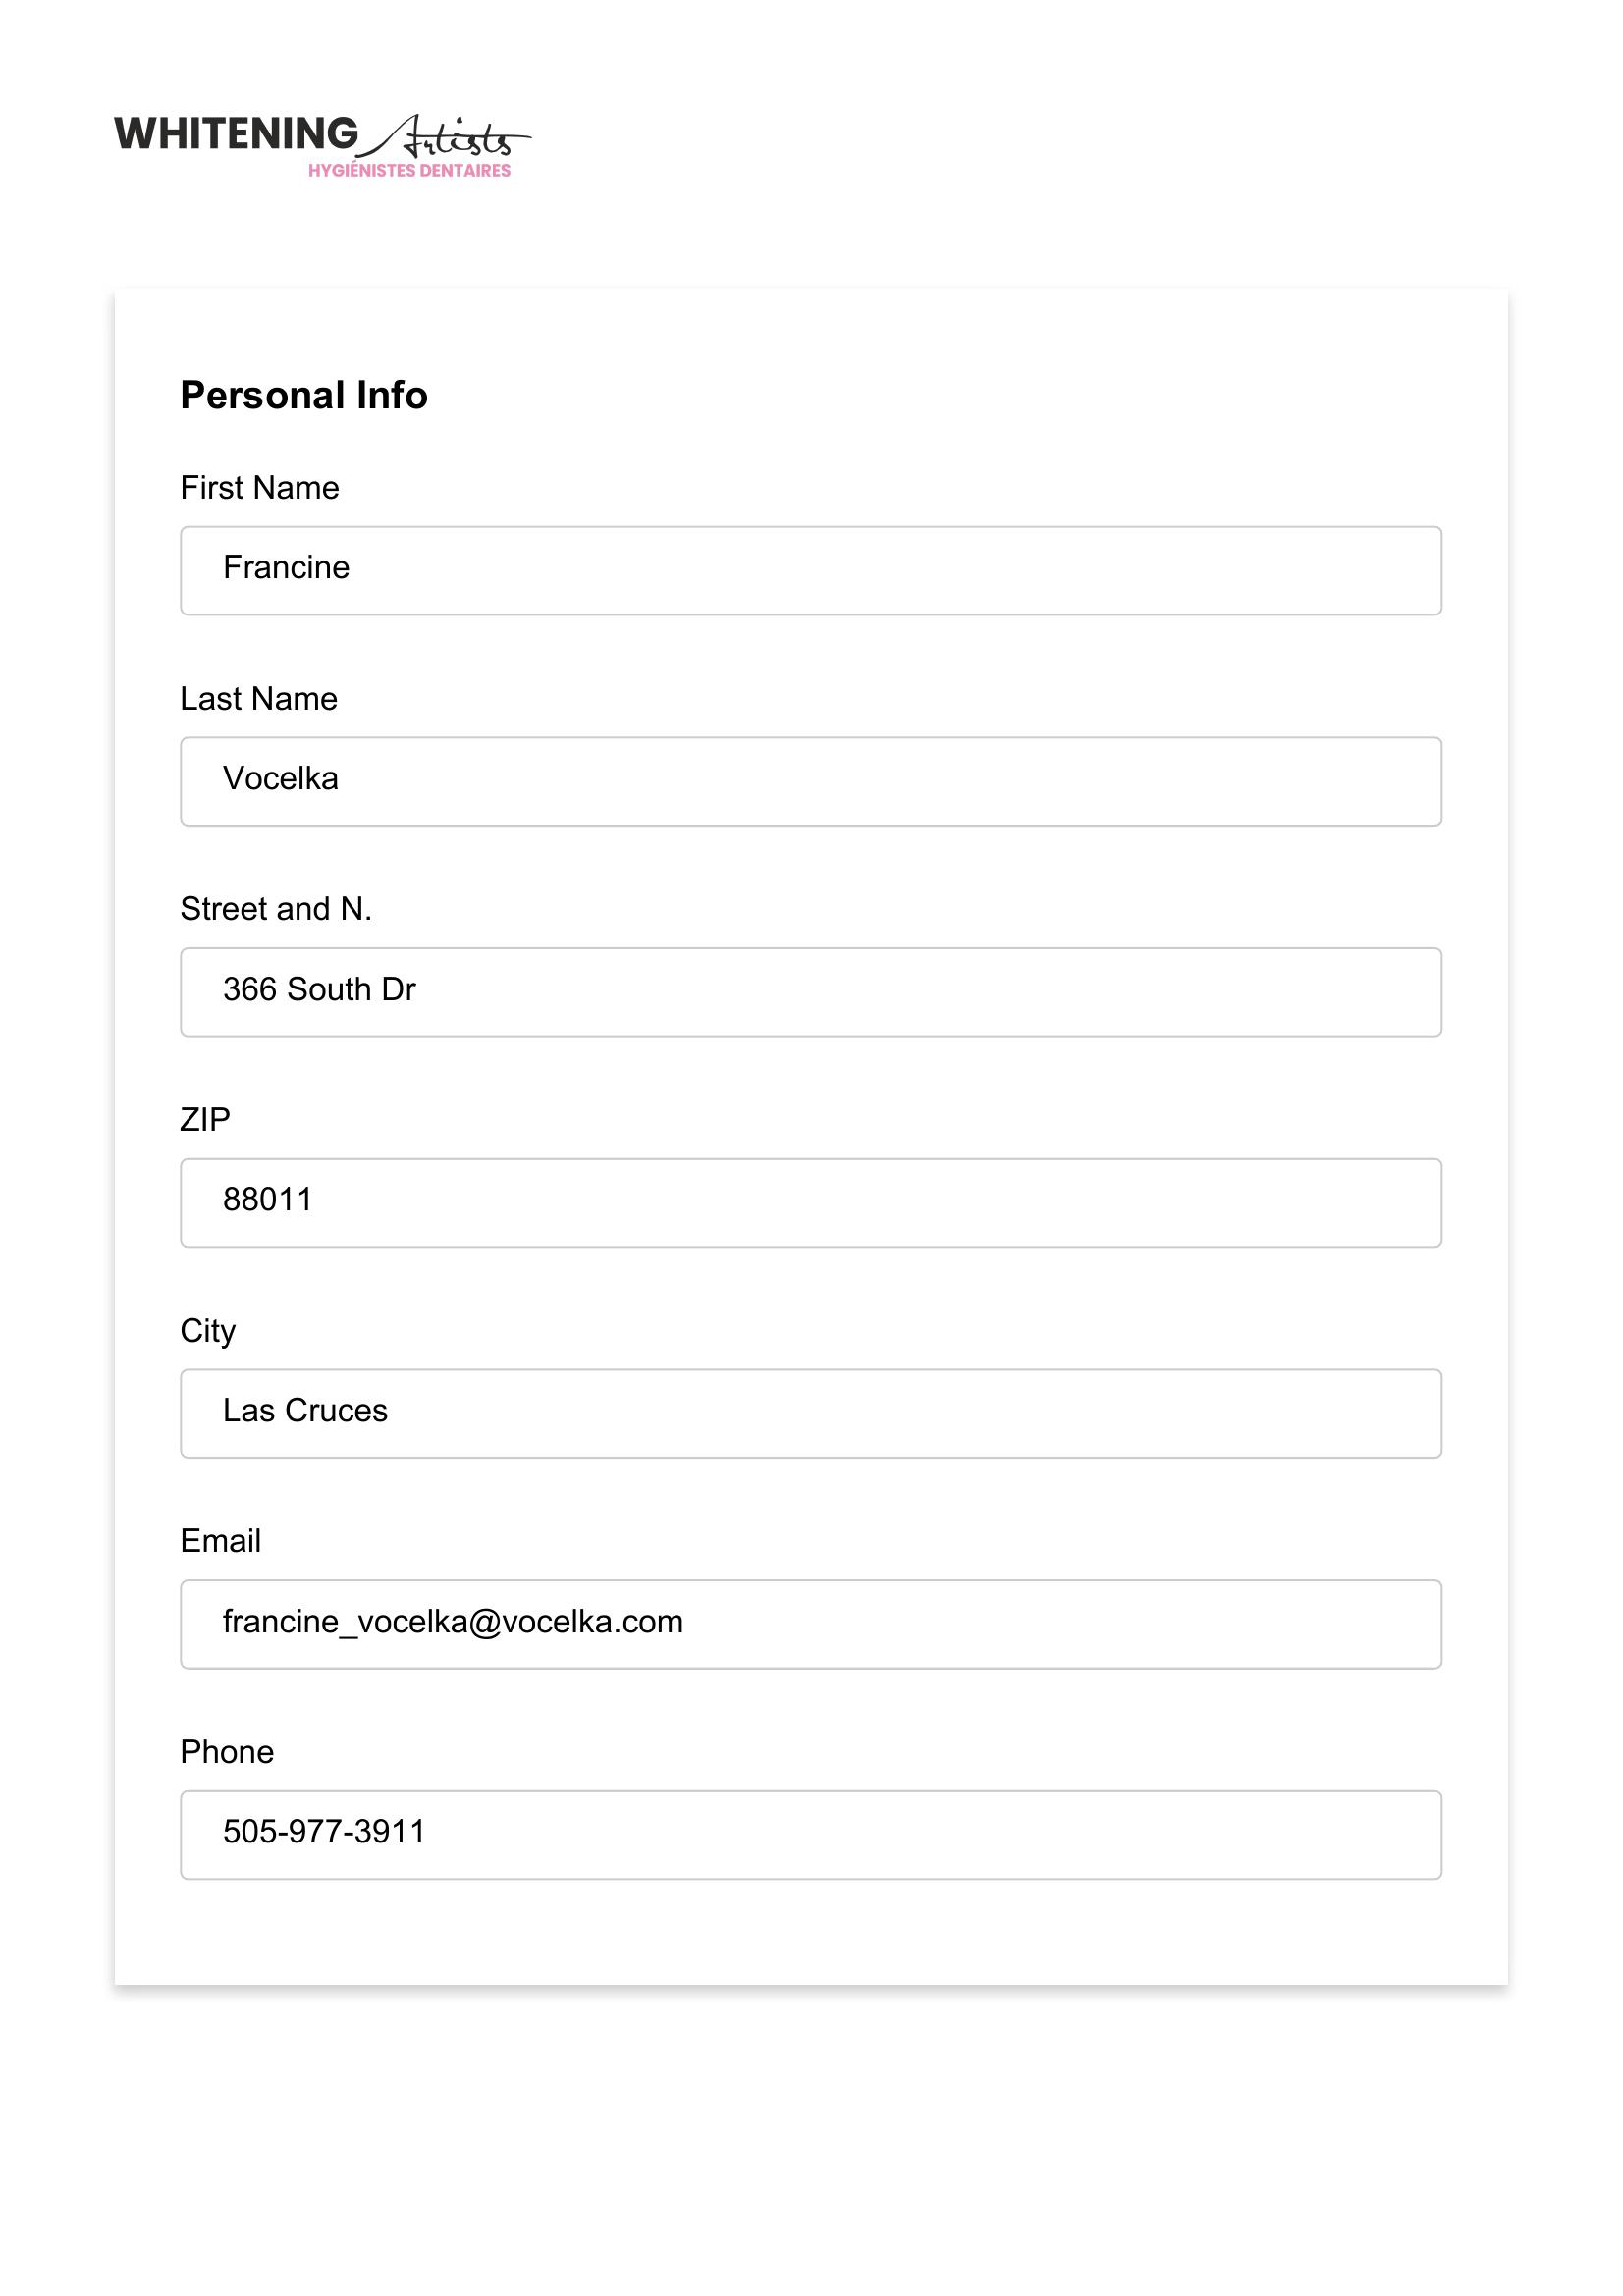 WHITENING Artists
HYGIÉNISTES DENTAIRES
Personal Info
First Name
Francine
Last Name
Vocelka
Street and N.
366 South Dr
ZIP
88011
City
Las Cruces
Email
francine_vocelka@vocelka.com
Phone
505-977-3911